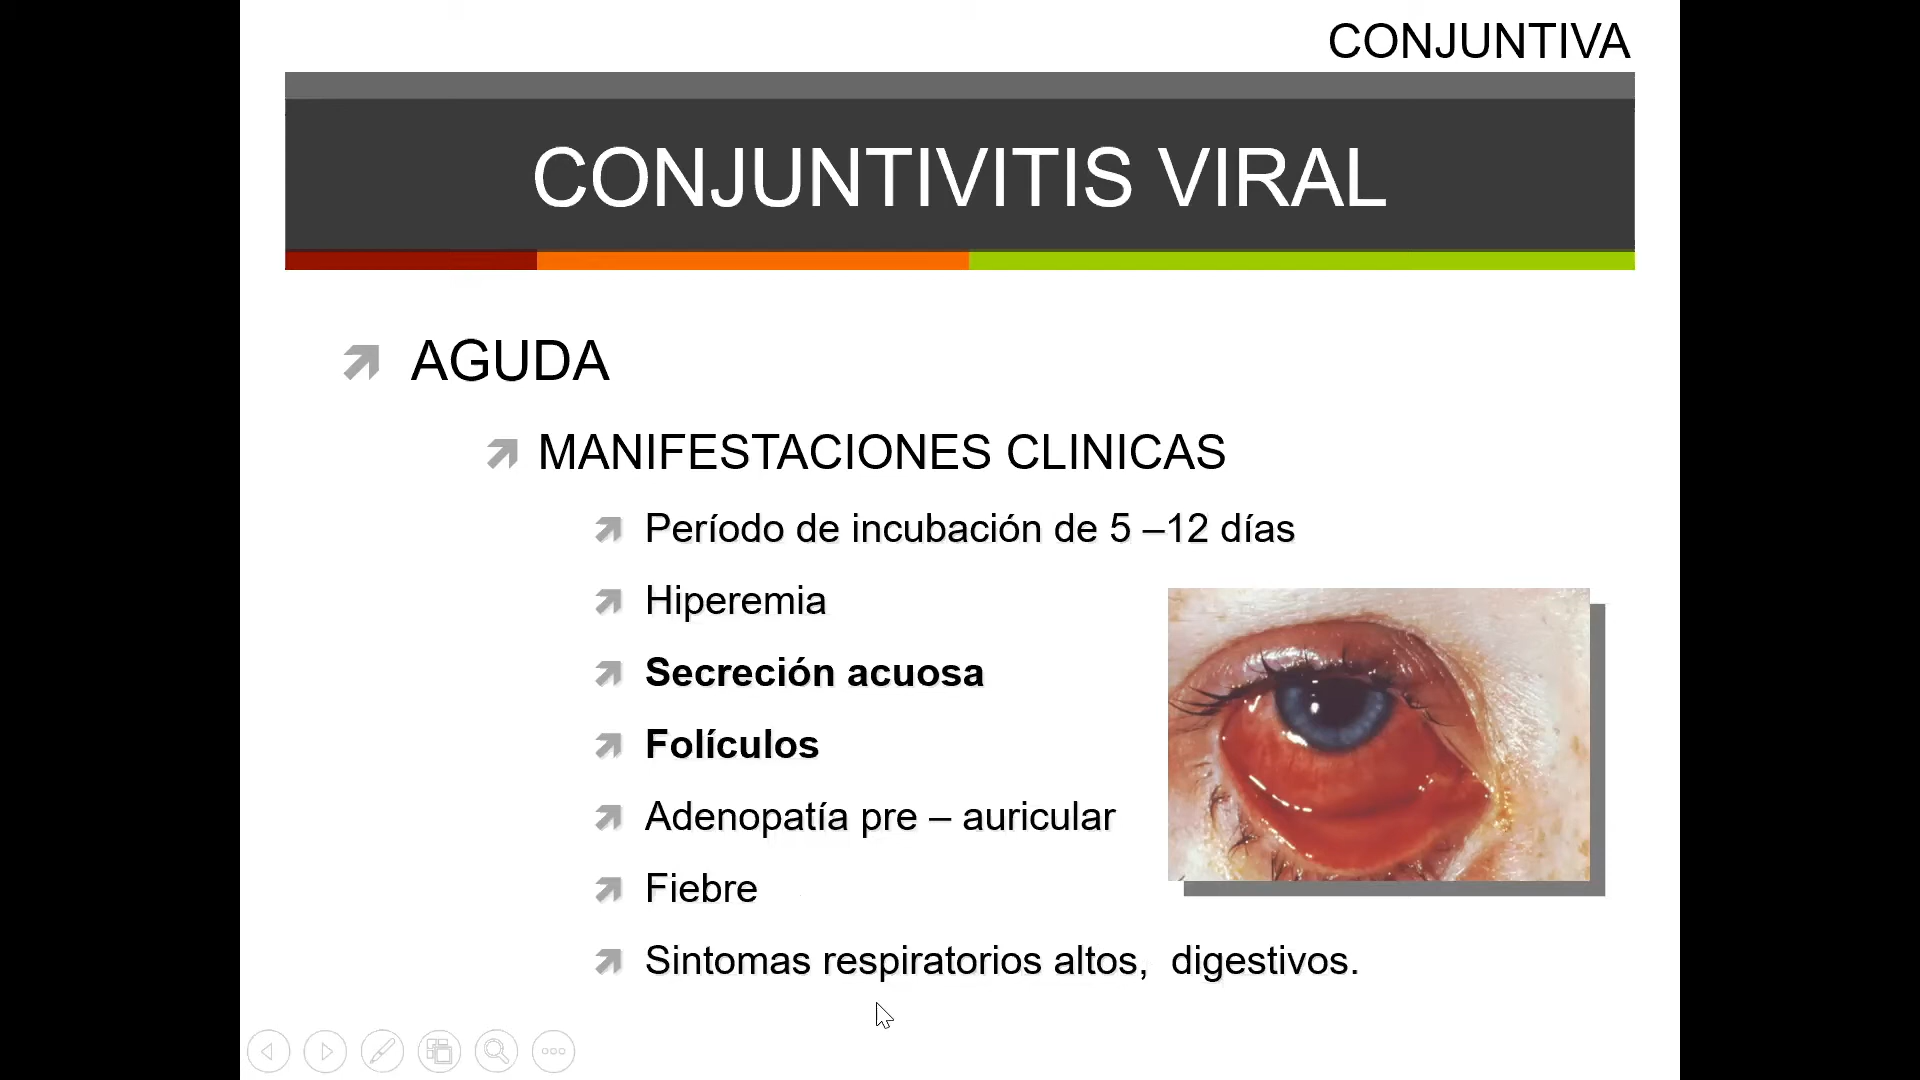 CONJUNTIVA
CONJUNTIVITIS VIRAL
AGUDA
MANIFESTACIONES CLINICAS
Período de incubación de 5 –12 días
Hiperemia
Secreción acuosa
Folículos
Adenopatía pre – auricular
Fiebre
Sintomas respiratorios altos,  digestivos.